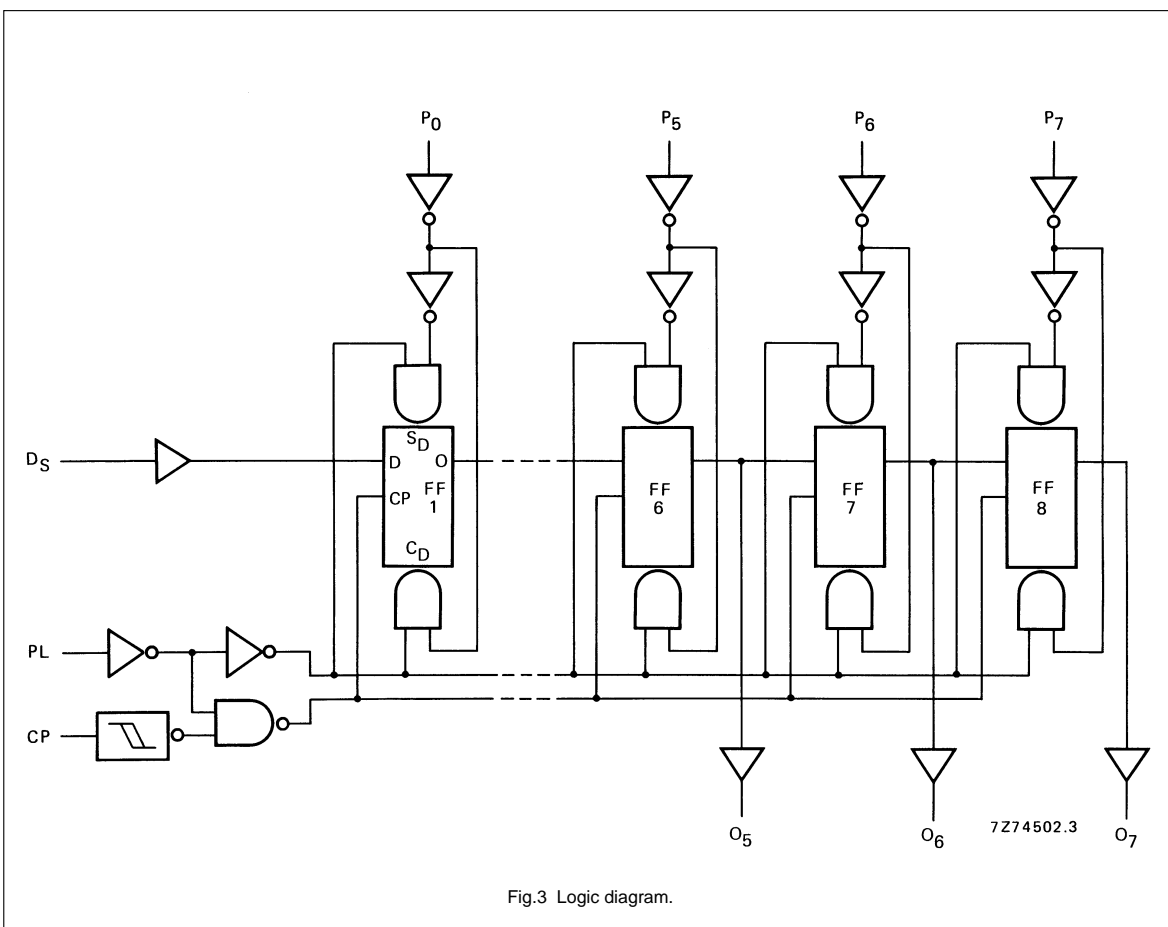 P0 P5 P6 P7
DS
SD
D O
CP FF 1
CD
FF 6
FF 7
FF 8
PL
CP
O5 O6 O7
7Z74502.3
Fig.3 Logic diagram.